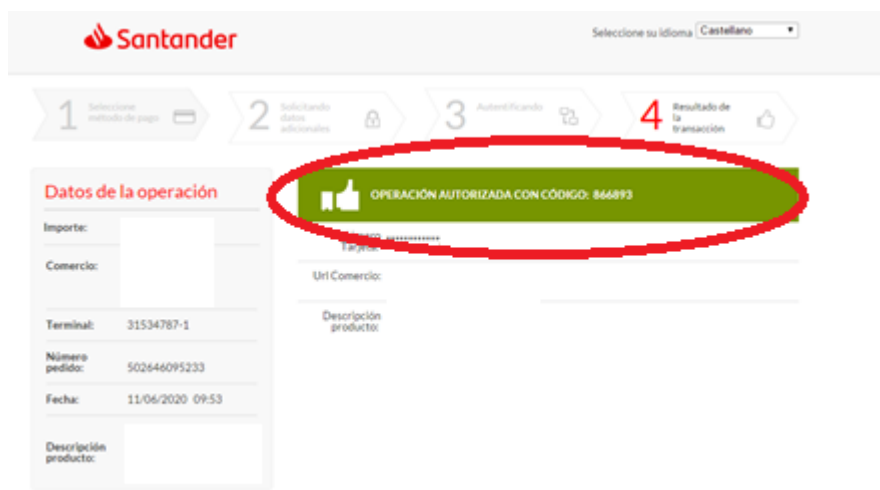 Santander
Seleccione su idioma Castellano
1 Seleccione
método de pago
2 Solicitando
datos
adicionales
3 Autentificando
4 Resultado de
la
transacción
Datos de la operación
Importe:
Comercio:
Terminal: 31534787-1
Número
pedido: 502646095233
Fecha: 11/06/2020 09:53
Descripción
producto:
OPERACIÓN AUTORIZADA CON CÓDIGO: 866893
Tarjeta: ••••••••••••
Url Comercio:
Descripción
producto: